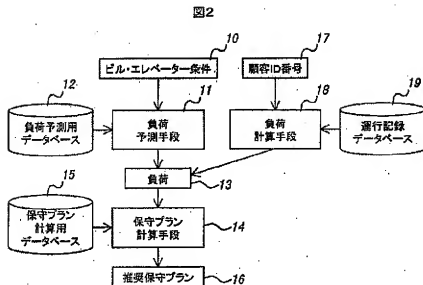 図2
10
17
ビル・エレベーター条件
顧客ID番号
12
11
18
19
負荷予測用
データベース
負荷
予測手段
負荷
計算手段
運行記録
データベース
15
負荷
13
保守プラン
計算用
データベース
保守プラン
計算手段
14
推奨保守プラン
16